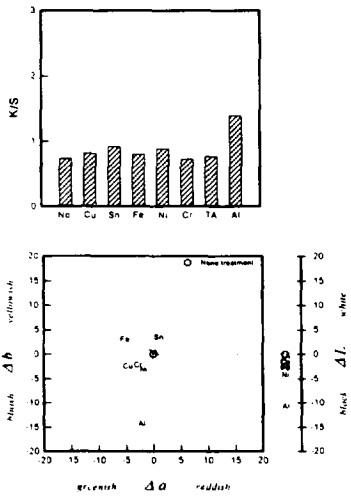 3
2
K/S
1
0
No Cu Sn Fe Ni Cr TA Al
20
None treatment
20
15
15
yellowish
white
10
10
5
Fe
Sn
5
0
0
Δb
ΔL
Cu Cr
-5
-5
bluish
black
-10
Al
-10
-15
Al
-15
-20
-20
-20 -15 -10 -5 0 5 10 15 20
greenish Δa reddish